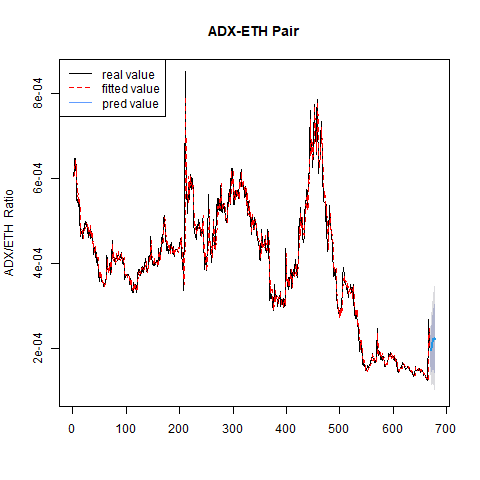 ADX-ETH Pair
real value
fitted value
pred value
ADX/ETH Ratio
8e-04
6e-04
4e-04
2e-04
0 100 200 300 400 500 600 700